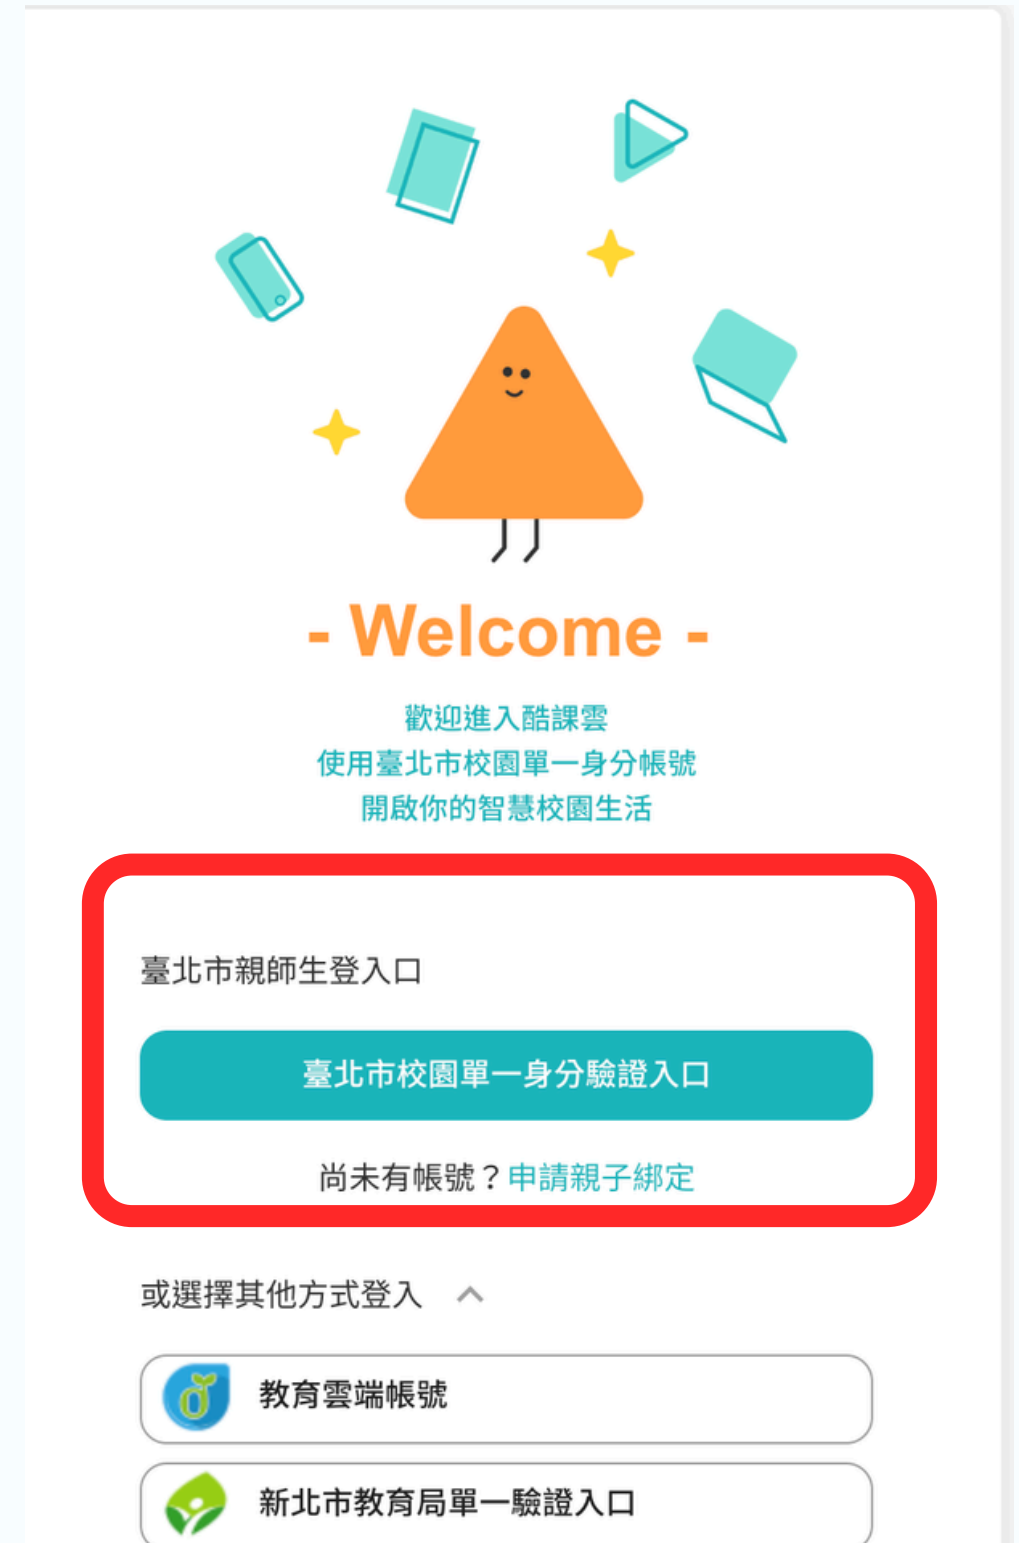 - Welcome -
歡迎進入酷課雲
使用臺北市校園單一身分帳號
開啟你的智慧校園生活
臺北市親師生登入口
臺北市校園單一身分驗證入口
尚未有帳號？申請親子綁定
或選擇其他方式登入
教育雲端帳號
新北市教育局單一驗證入口